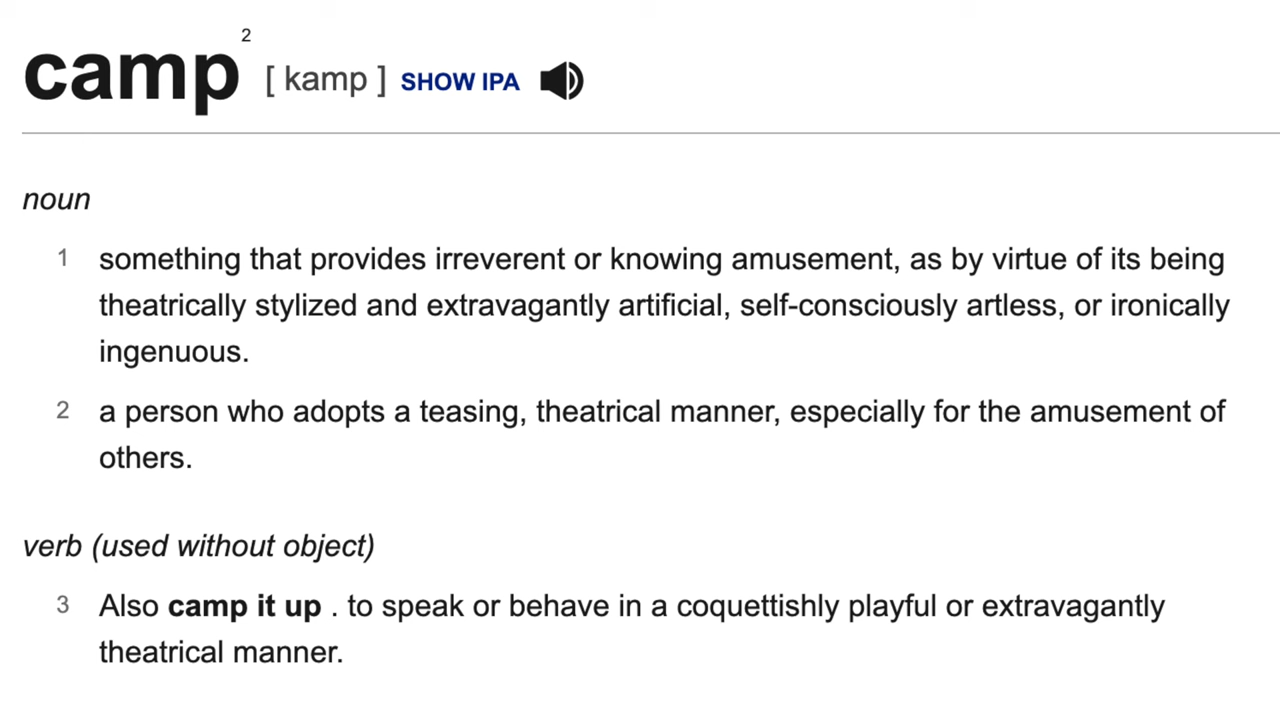 camp 2 [ kamp ] SHOW IPA
noun
1 something that provides irreverent or knowing amusement, as by virtue of its being
theatrically stylized and extravagantly artificial, self-consciously artless, or ironically
ingenuous.
2 a person who adopts a teasing, theatrical manner, especially for the amusement of
others.
verb (used without object)
3 Also camp it up . to speak or behave in a coquettishly playful or extravagantly
theatrical manner.